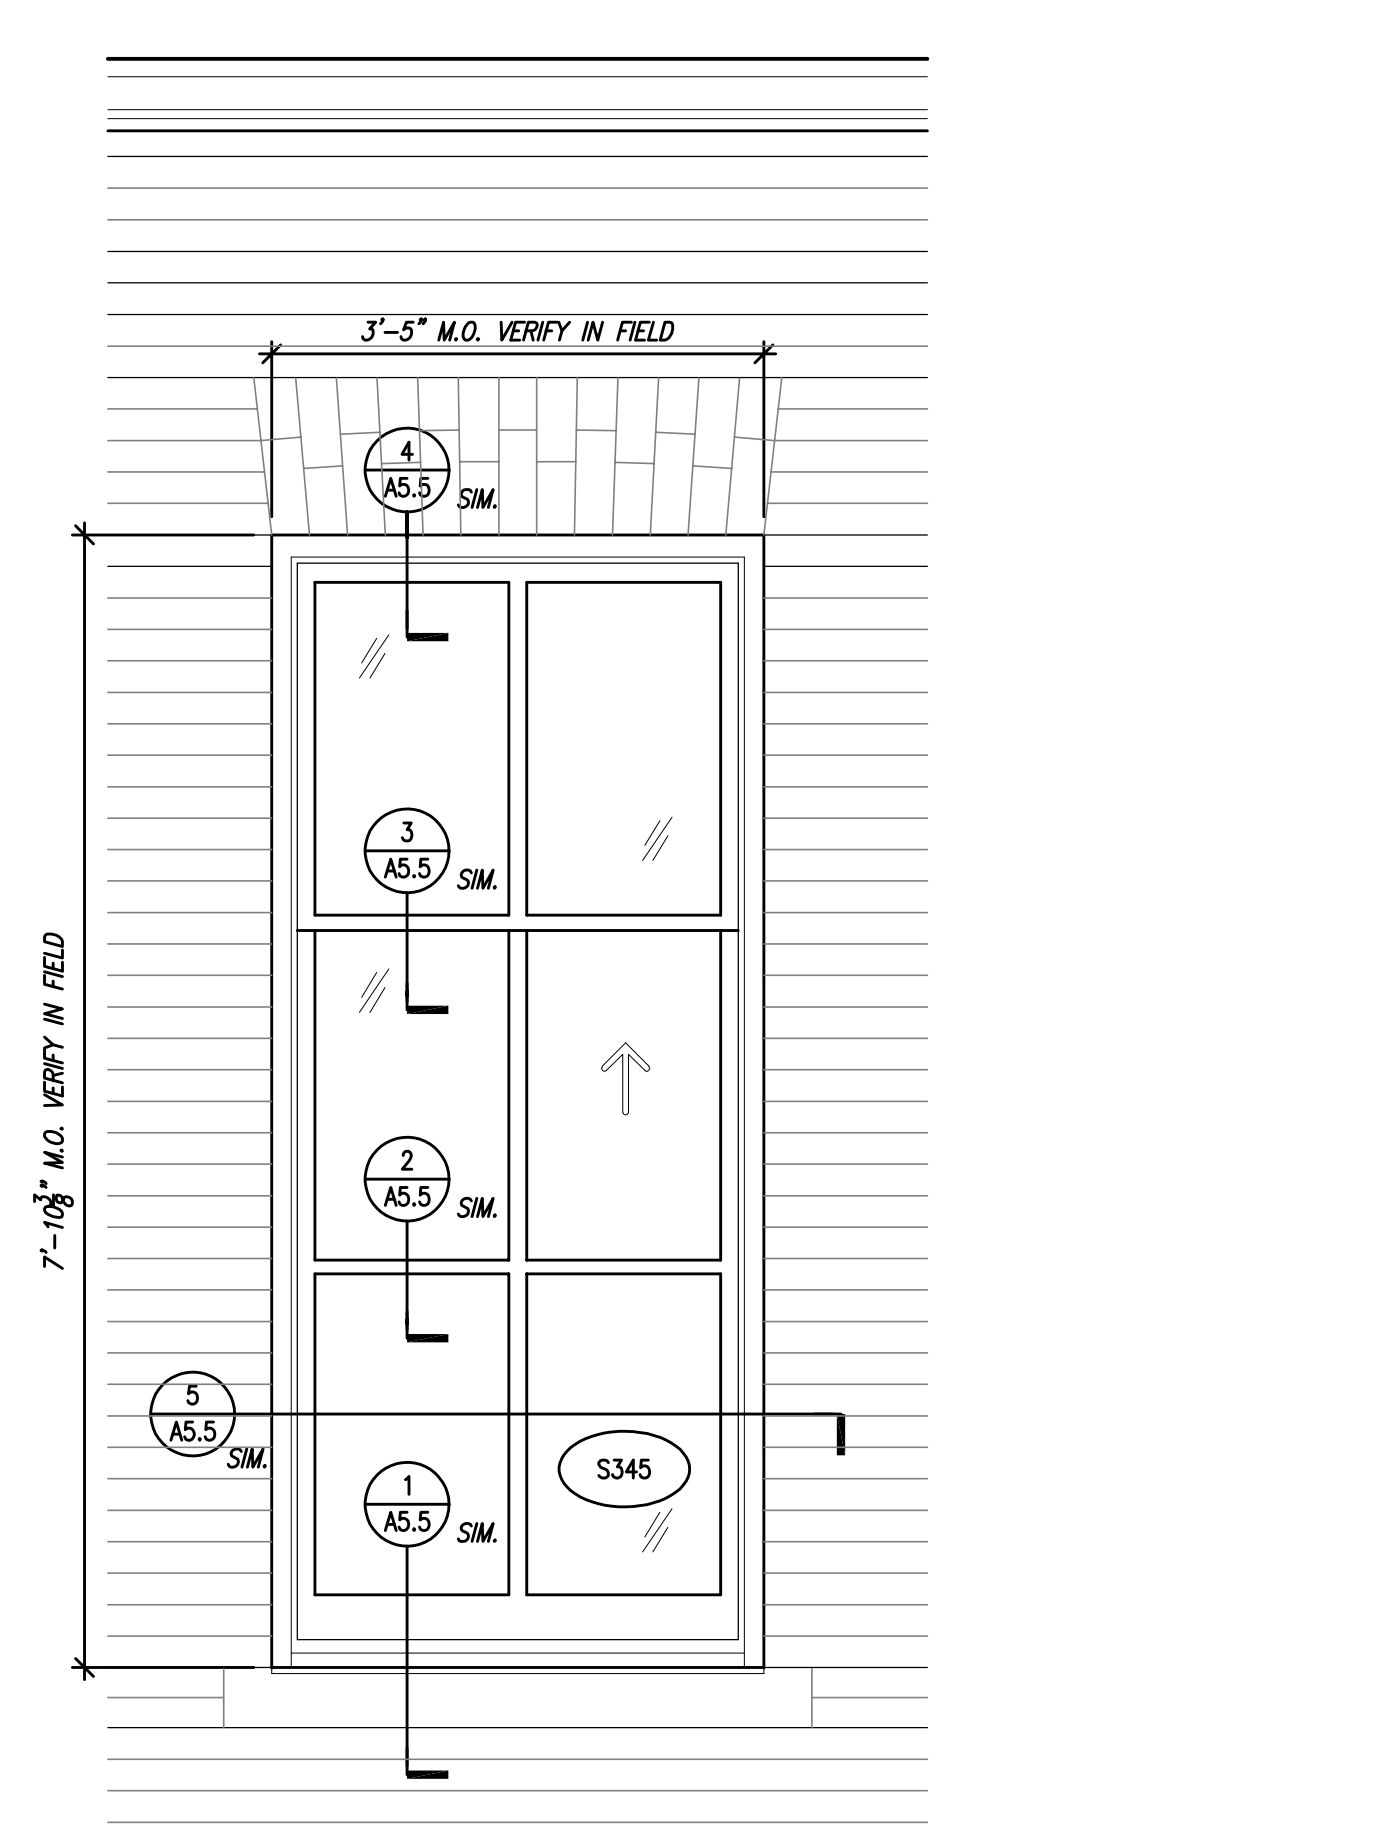 3'-5" M.O. VERIFY IN FIELD
4
A5.5
SIM.
3
A5.5
SIM.
7'-10 3/8" M.O. VERIFY IN FIELD
2
A5.5
SIM.
5
A5.5
SIM.
S345
1
A5.5
SIM.